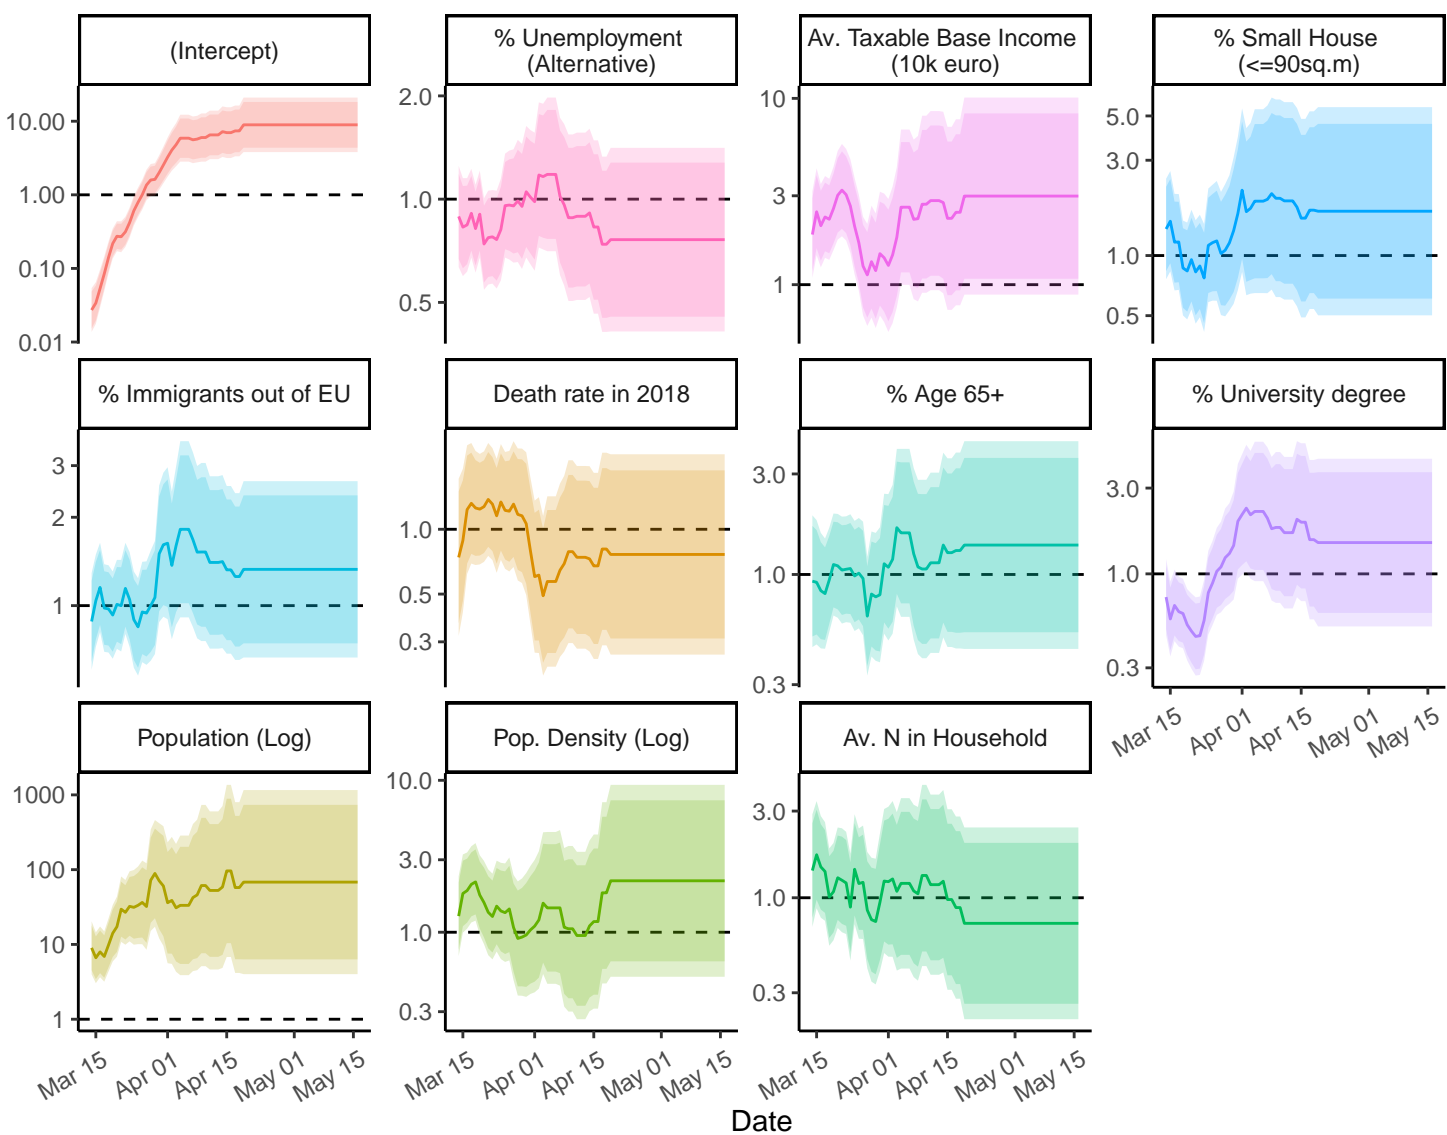 (Intercept)
% Unemployment
(Alternative)
Av. Taxable Base Income
(10k euro)
% Small House
(<=90sq.m)
10.00
1.00
0.10
0.01
2.0
1.0
0.5
10
3
1
5.0
3.0
1.0
0.5
% Immigrants out of EU
Death rate in 2018
% Age 65+
% University degree
3
2
1
1.0
0.5
0.3
3.0
1.0
0.3
3.0
1.0
0.3
Mar 15
Apr 01
Apr 15
May 01
May 15
Population (Log)
Pop. Density (Log)
Av. N in Household
1000
100
10
1
10.0
3.0
1.0
0.3
3.0
1.0
0.3
Mar 15
Apr 01
Apr 15
May 01
May 15
Mar 15
Apr 01
Apr 15
May 01
May 15
Mar 15
Apr 01
Apr 15
May 01
May 15
Date